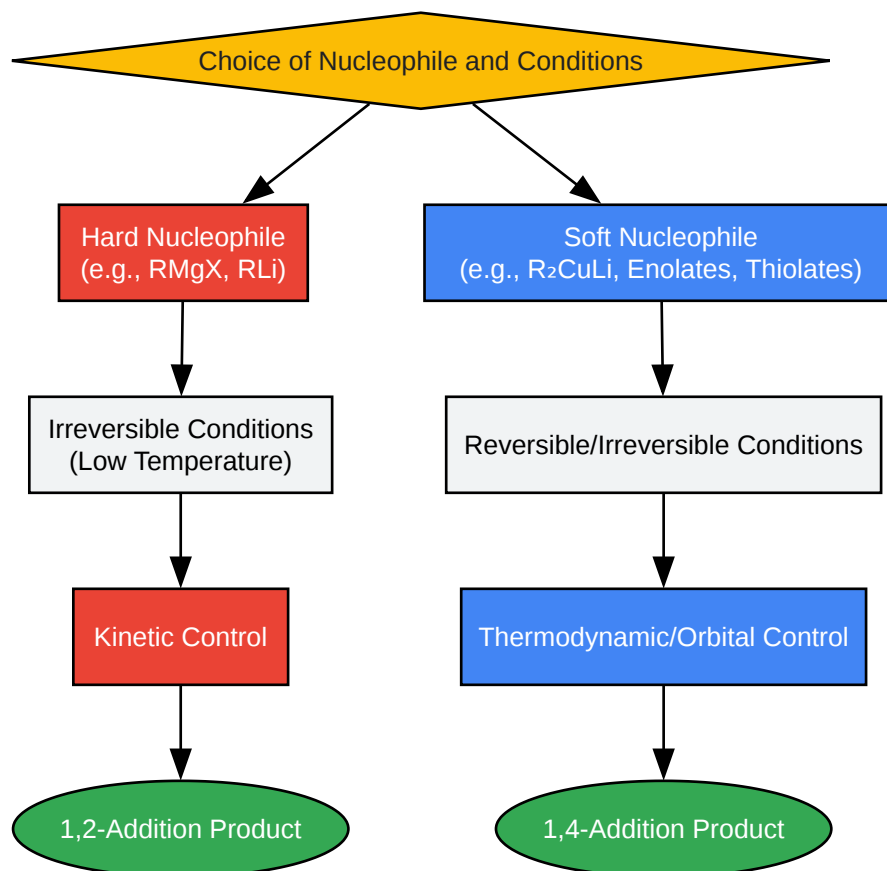 Choice of Nucleophile and Conditions
Hard Nucleophile
(e.g., RMgX, RLi)
Soft Nucleophile
(e.g., R₂CuLi, Enolates, Thiolates)
Irreversible Conditions
(Low Temperature)
Reversible/Irreversible Conditions
Kinetic Control
Thermodynamic/Orbital Control
1,2-Addition Product
1,4-Addition Product